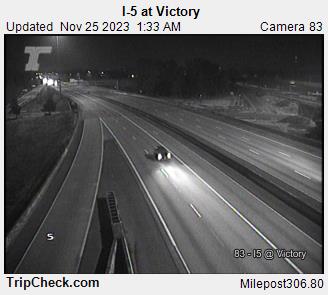 I-5 at Victory
Updated Nov 25 2023 1:33 AM Camera 83
S
83 - I5 @ Victory
TripCheck.com Milepost306.80